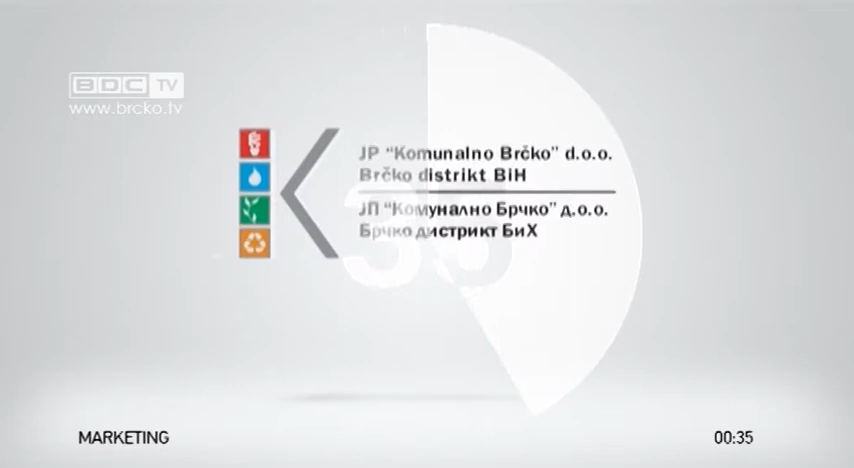 BDC TV
www.brcko.tv
JP "Komunalno Brčko" d.o.o.
Brčko distrikt BiH
ЈП "Комунално Брчко" д.о.о.
Брчко дистрикт БиХ
35
MARKETING
00:35